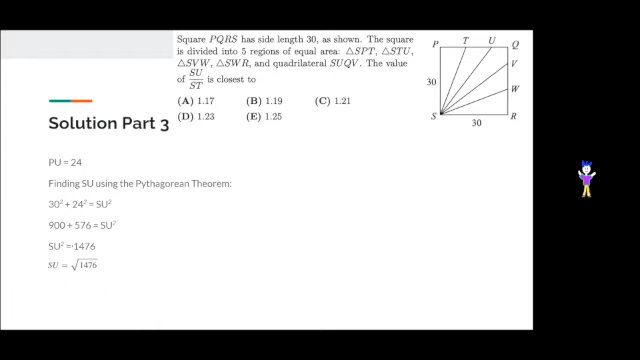 Square PQRS has side length 30, as shown. The square
is divided into 5 regions of equal area: △SPT, △STU,
△SVW, △SWR, and quadrilateral SUQV. The value
of SU/ST is closest to
(A) 1.17 (B) 1.19 (C) 1.21
(D) 1.23 (E) 1.25
P T U Q
V
30 W
S R
30
Solution Part 3
PU = 24
Finding SU using the Pythagorean Theorem:
30² + 24² = SU²
900 + 576 = SU²
SU² = 1476
SU = √1476